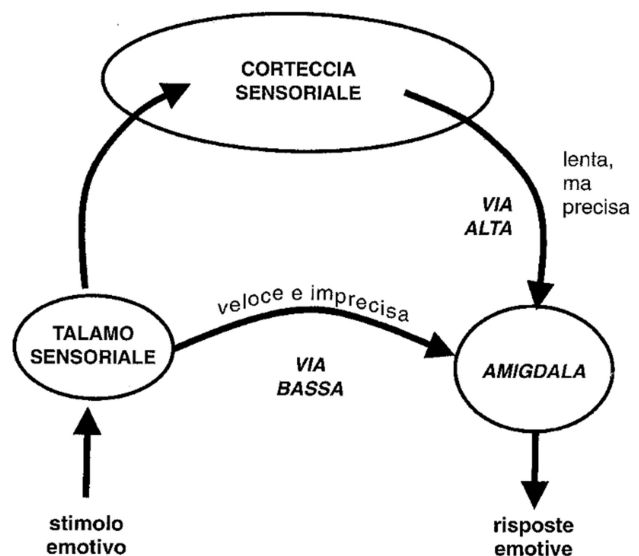 CORTECCIA
SENSORIALE
lenta,
ma
precisa
VIA
ALTA
veloce e imprecisa
TALAMO
SENSORIALE
VIA
BASSA
AMIGDALA
stimolo
emotivo
risposte
emotive